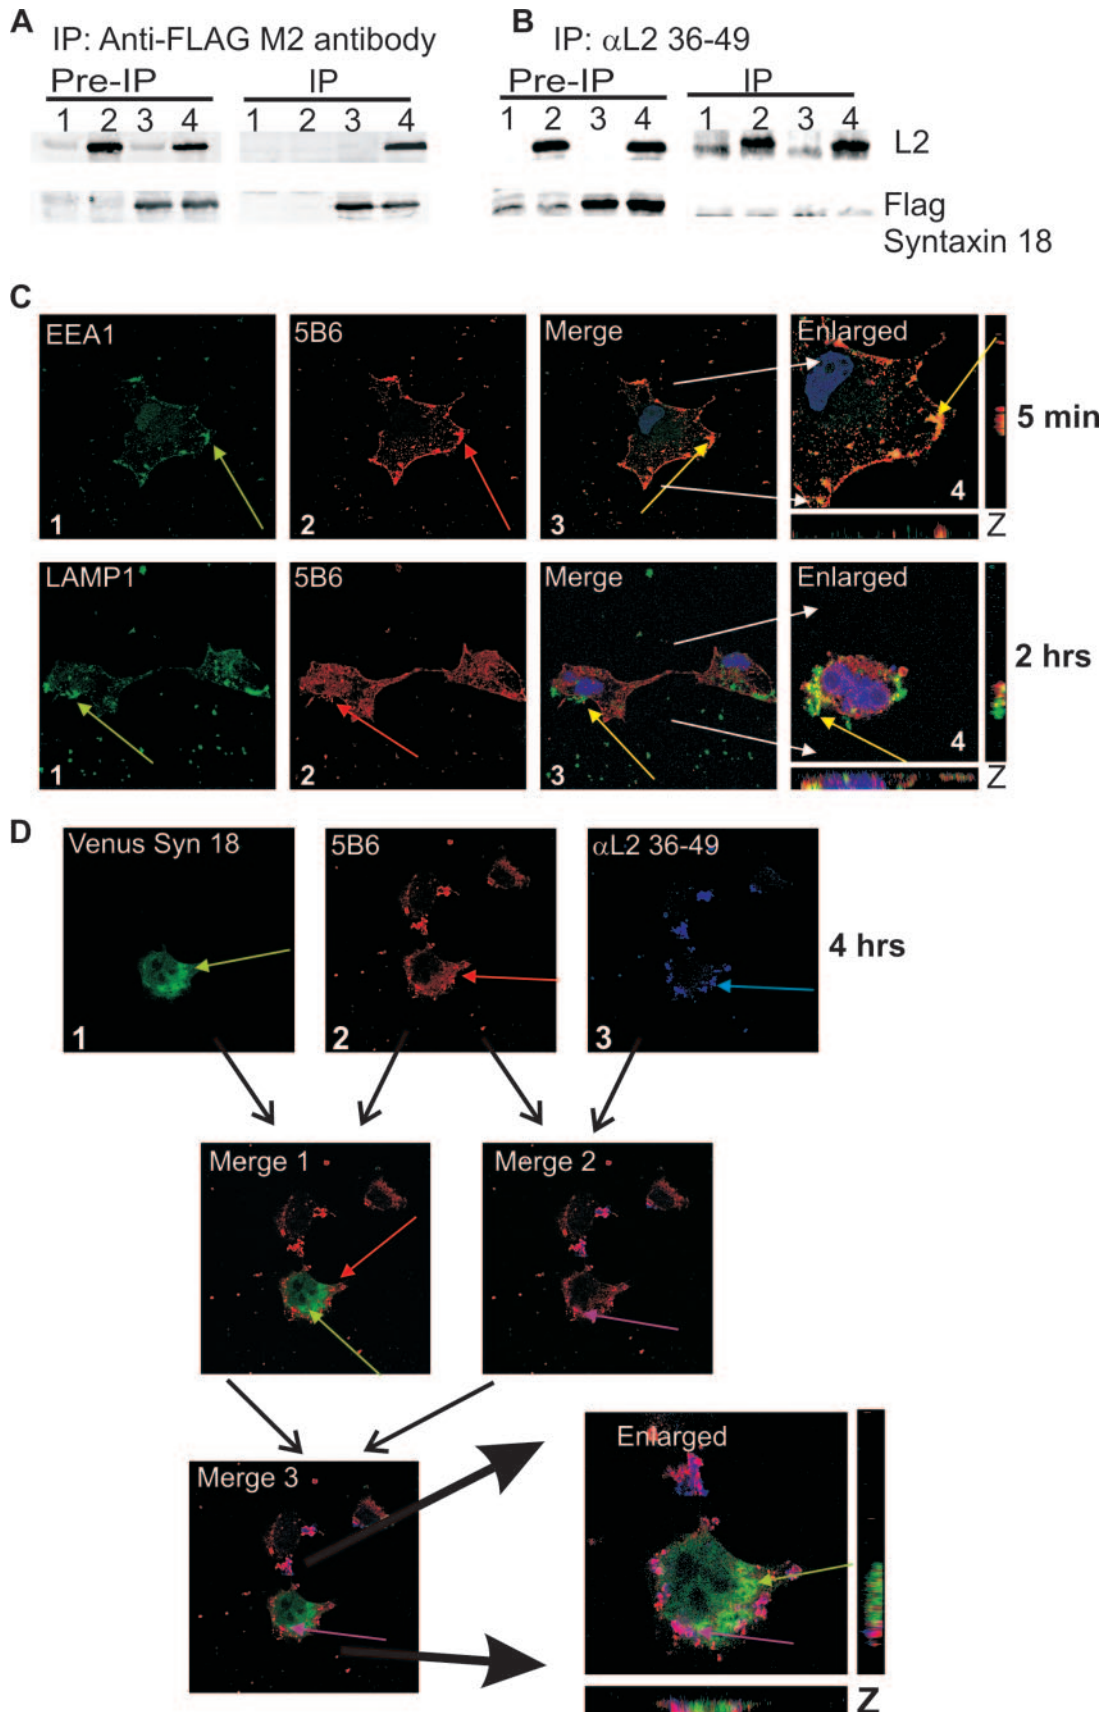 A
IP: Anti-FLAG M2 antibody
Pre-IP IP
1 2 3 4 1 2 3 4
B
IP: αL2 36-49
Pre-IP IP
1 2 3 4 1 2 3 4
L2
Flag
Syntaxin 18
C
EEA1 5B6 Merge Enlarged
5 min
1 2 3 4
Z
LAMP1 5B6 Merge Enlarged
2 hrs
1 2 3 4
Z
D
Venus Syn 18 5B6 αL2 36-49
4 hrs
1 2 3
Merge 1 Merge 2
Merge 3 Enlarged
Z